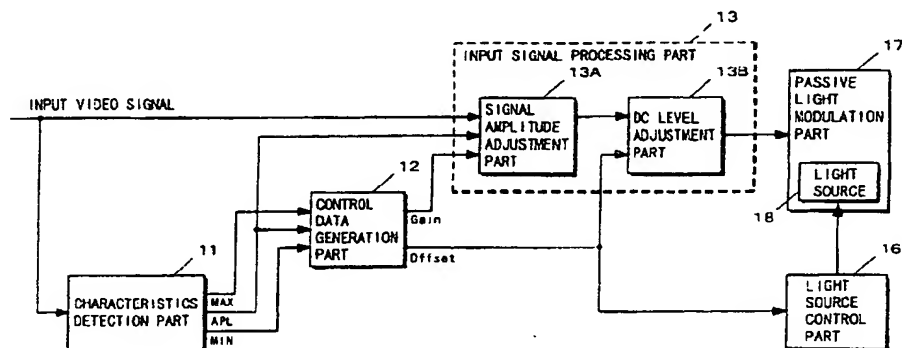 13
INPUT SIGNAL PROCESSING PART
13A
13B
17
INPUT VIDEO SIGNAL
SIGNAL
AMPLITUDE
ADJUSTMENT
PART
DC LEVEL
ADJUSTMENT
PART
PASSIVE
LIGHT
MODULATION
PART
LIGHT
SOURCE
18
12
CONTROL
DATA
GENERATION
PART
Gain
Offset
11
CHARACTERISTICS
DETECTION PART
MAX
APL
MIN
16
LIGHT
SOURCE
CONTROL
PART